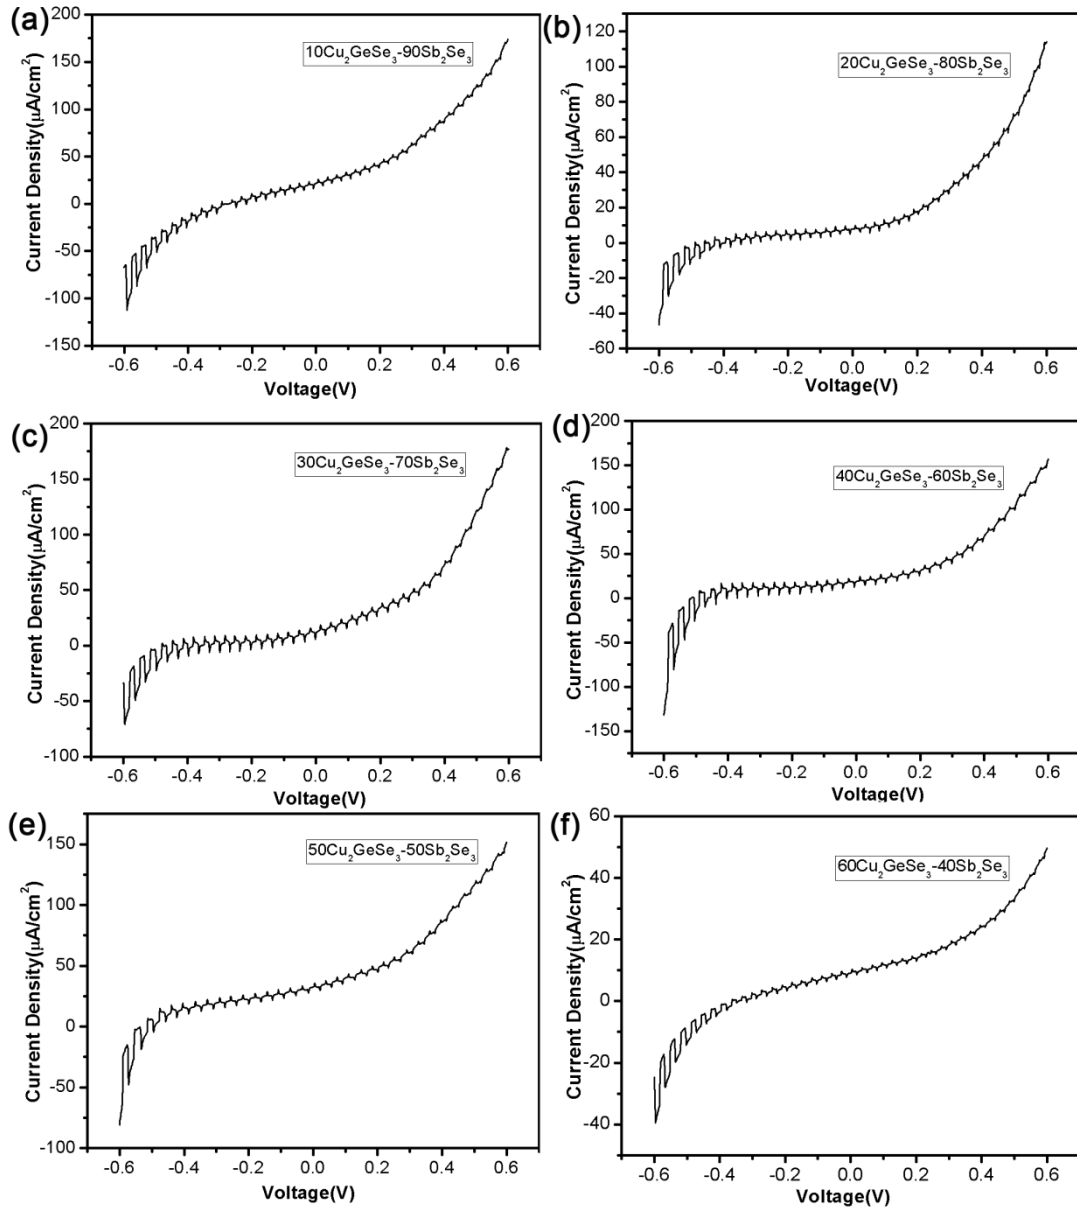 (a)
200
150
100
50
0
-50
-100
-150
-0.6 -0.4 -0.2 0.0 0.2 0.4 0.6
Voltage(V)
Current Density(μA/cm²)
10Cu₂GeSe₃-90Sb₂Se₃
(b)
120
100
80
60
40
20
0
-20
-40
-60
-0.6 -0.4 -0.2 0.0 0.2 0.4 0.6
Voltage(V)
Current Density(μA/cm²)
20Cu₂GeSe₃-80Sb₂Se₃
(c)
200
150
100
50
0
-50
-100
-0.6 -0.4 -0.2 0.0 0.2 0.4 0.6
Voltage(V)
Current Density(μA/cm²)
30Cu₂GeSe₃-70Sb₂Se₃
(d)
200
150
100
50
0
-50
-100
-150
-0.6 -0.4 -0.2 0.0 0.2 0.4 0.6
Voltage(V)
Current Density(μA/cm²)
40Cu₂GeSe₃-60Sb₂Se₃
(e)
150
100
50
0
-50
-100
-0.6 -0.4 -0.2 0.0 0.2 0.4 0.6
Voltage(V)
Current Density(μA/cm²)
50Cu₂GeSe₃-50Sb₂Se₃
(f)
60
40
20
0
-20
-40
-0.6 -0.4 -0.2 0.0 0.2 0.4 0.6
Voltage(V)
Current Density(μA/cm²)
60Cu₂GeSe₃-40Sb₂Se₃